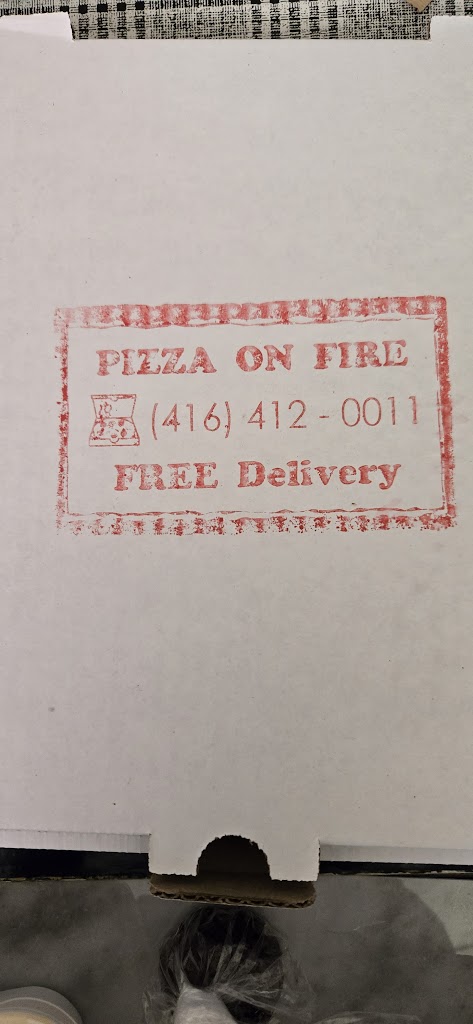 PIZZA ON FIRE
(416) 412-0011
FREE Delivery